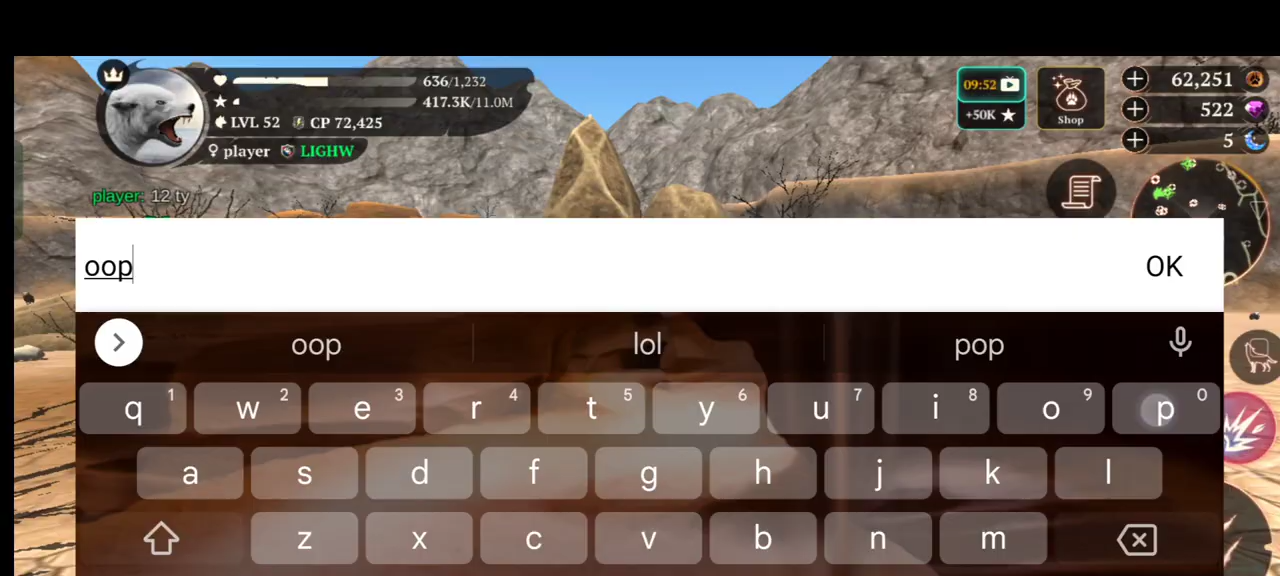 636/1,232
417.3K/11.0M
LVL 52 CP 72,425
♀ player LIGHW
09:52
+50K ★
Shop
62,251
522
5
player: 12 ty
oop
OK
oop lol pop
q 1 w 2 e 3 r 4 t 5 y 6 u 7 i 8 o 9 p 0
a s d f g h j k l
z x c v b n m